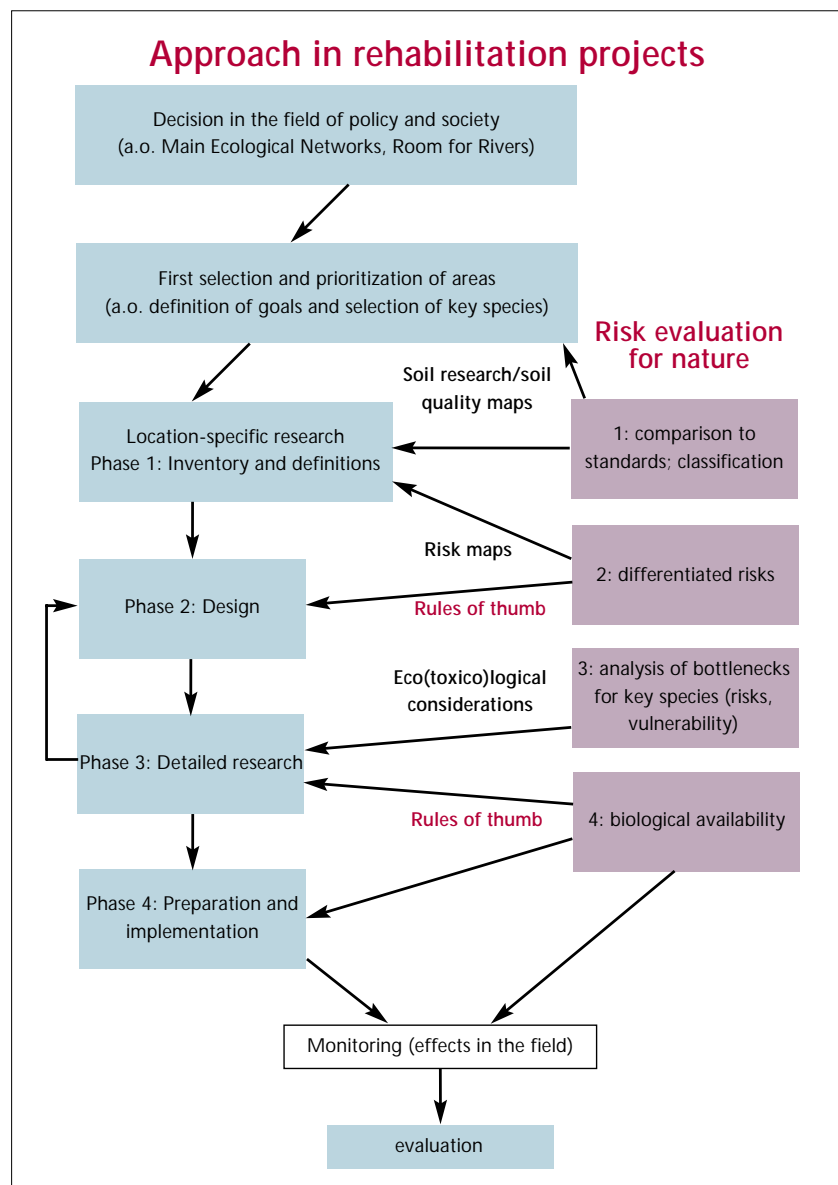 Approach in rehabilitation projects
Decision in the field of policy and society
(a.o. Main Ecological Networks, Room for Rivers)
First selection and prioritization of areas
(a.o. definition of goals and selection of key species)
Risk evaluation
for nature
Soil research/soil
quality maps
1: comparison to
standards; classification
Location-specific research
Phase 1: Inventory and definitions
Risk maps
2: differentiated risks
Phase 2: Design
Rules of thumb
3: analysis of bottlenecks
for key species (risks,
vulnerability)
Eco(toxico)logical
considerations
Phase 3: Detailed research
Rules of thumb
4: biological availability
Phase 4: Preparation and
implementation
Monitoring (effects in the field)
evaluation